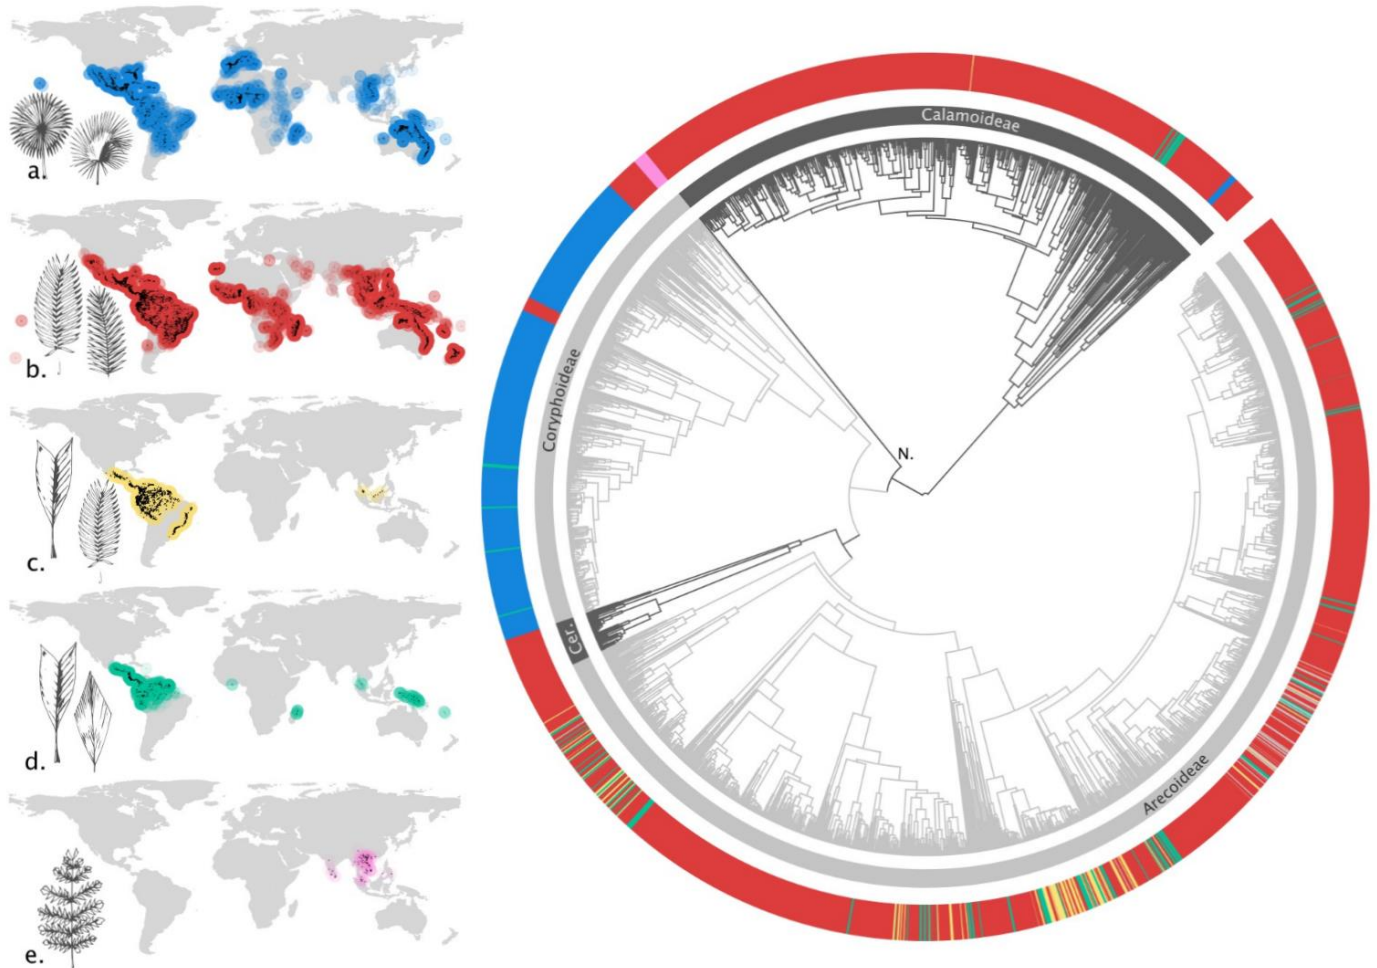 a.
b.
c.
d.
e.
Calamoideae
Coryphoideae
N.
Cer.
Arecoideae